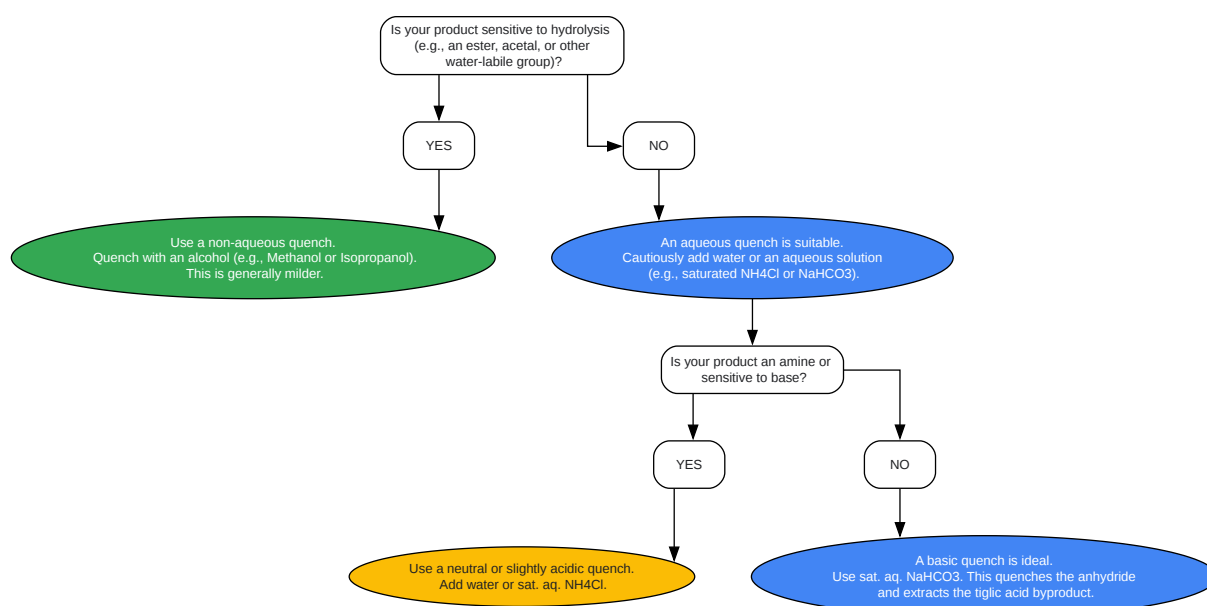 Is your product sensitive to hydrolysis
(e.g., an ester, acetal, or other
water-labile group)?
YES
NO
Use a non-aqueous quench.
Quench with an alcohol (e.g., Methanol or Isopropanol).
This is generally milder.
An aqueous quench is suitable.
Cautiously add water or an aqueous solution
(e.g., saturated NH4Cl or NaHCO3).
Is your product an amine or
sensitive to base?
YES
NO
Use a neutral or slightly acidic quench.
Add water or sat. aq. NH4Cl.
A basic quench is ideal.
Use sat. aq. NaHCO3. This quenches the anhydride
and extracts the tiglic acid byproduct.